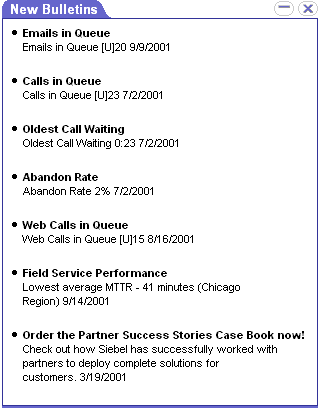 New Bulletins
Emails in Queue
Emails in Queue [U]20 9/9/2001
Calls in Queue
Calls in Queue [U]23 7/2/2001
Oldest Call Waiting
Oldest Call Waiting 0:23 7/2/2001
Abandon Rate
Abandon Rate 2% 7/2/2001
Web Calls in Queue
Web Calls in Queue [U]15 8/16/2001
Field Service Performance
Lowest average MTTR - 41 minutes (Chicago
Region) 9/14/2001
Order the Partner Success Stories Case Book now!
Check out how Siebel has successfully worked with
partners to deploy complete solutions for
customers. 3/19/2001